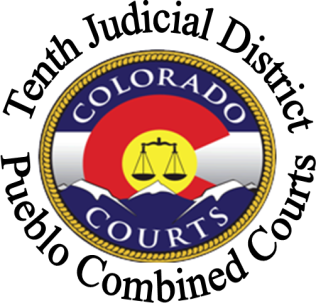 Tenth Judicial District
COLORADO
COURTS
Pueblo Combined Courts